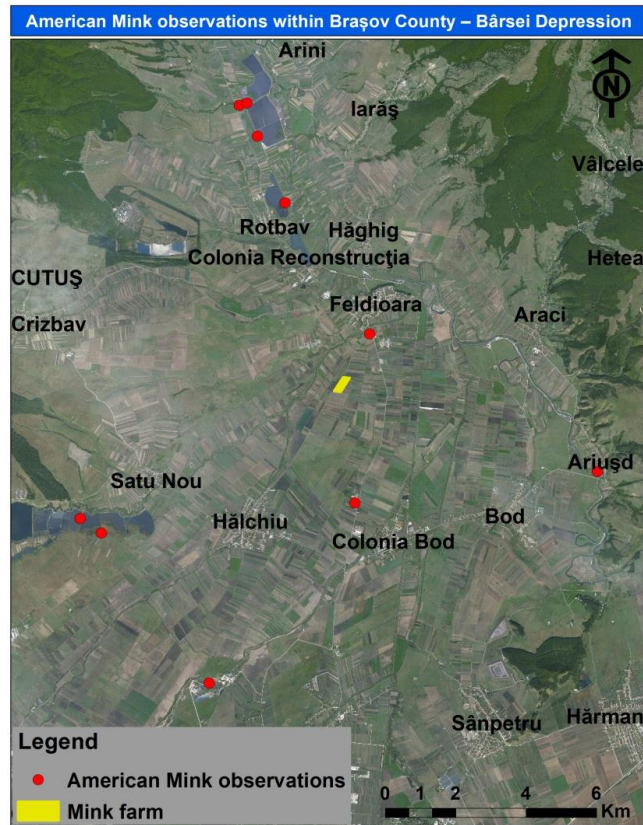 American Mink observations within Brașov County – Bârsei Depression
Arini
N
Iarăş
Vâlcele
Rotbav
Hăghig
Colonia Reconstrucţia
Hetea
CUTUŞ
Feldioara
Araci
Crizbav
Ariuşd
Satu Nou
Hălchiu
Bod
Colonia Bod
Sânpetru
Hărman
Legend
American Mink observations
Mink farm
0 1 2 4 6
Km